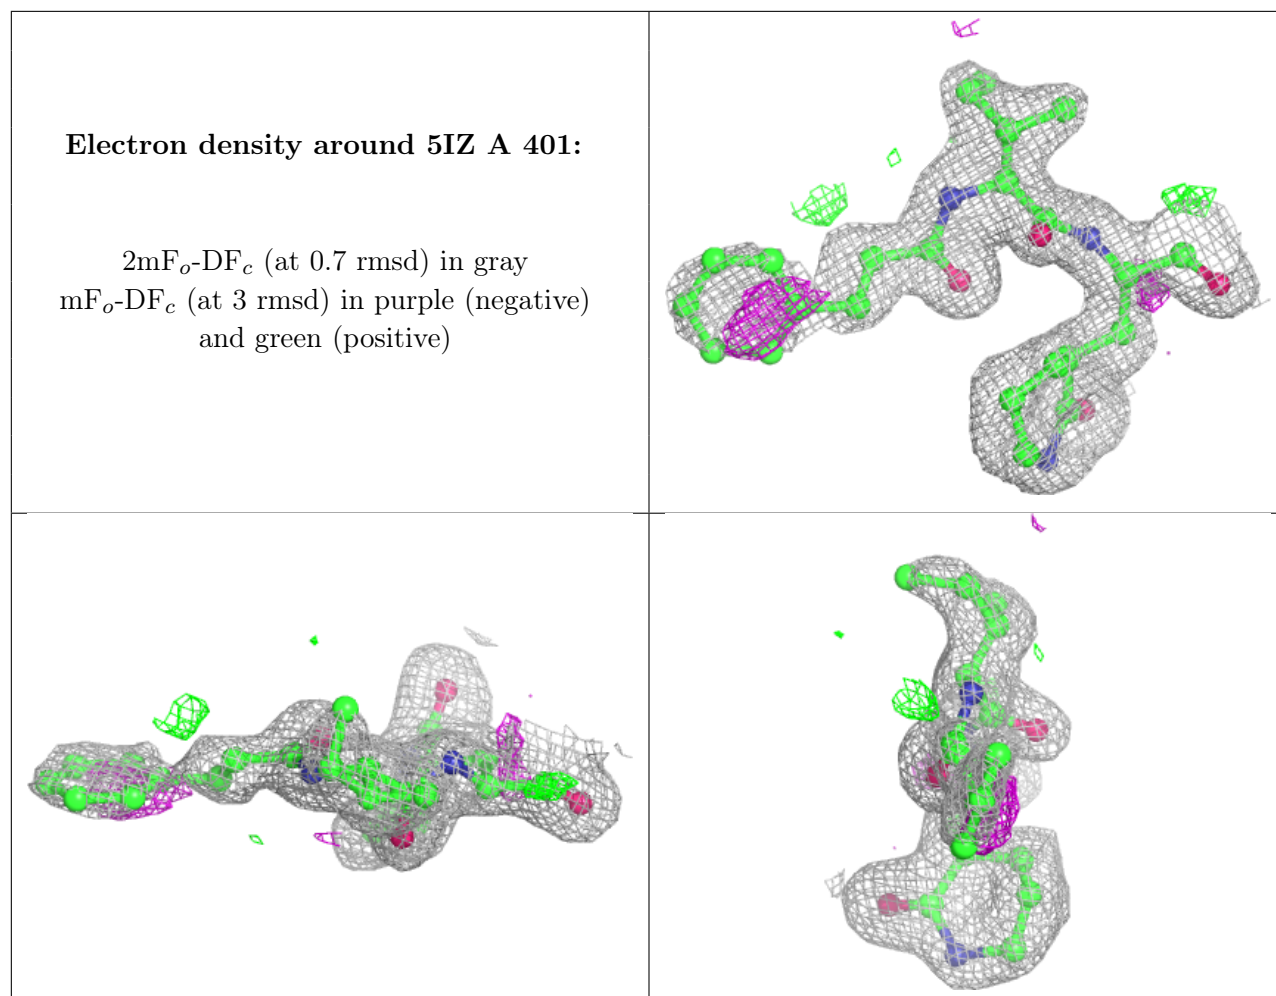 Electron density around 5IZ A 401:
2mFo-DFc (at 0.7 rmsd) in gray
mFo-DFc (at 3 rmsd) in purple (negative)
and green (positive)